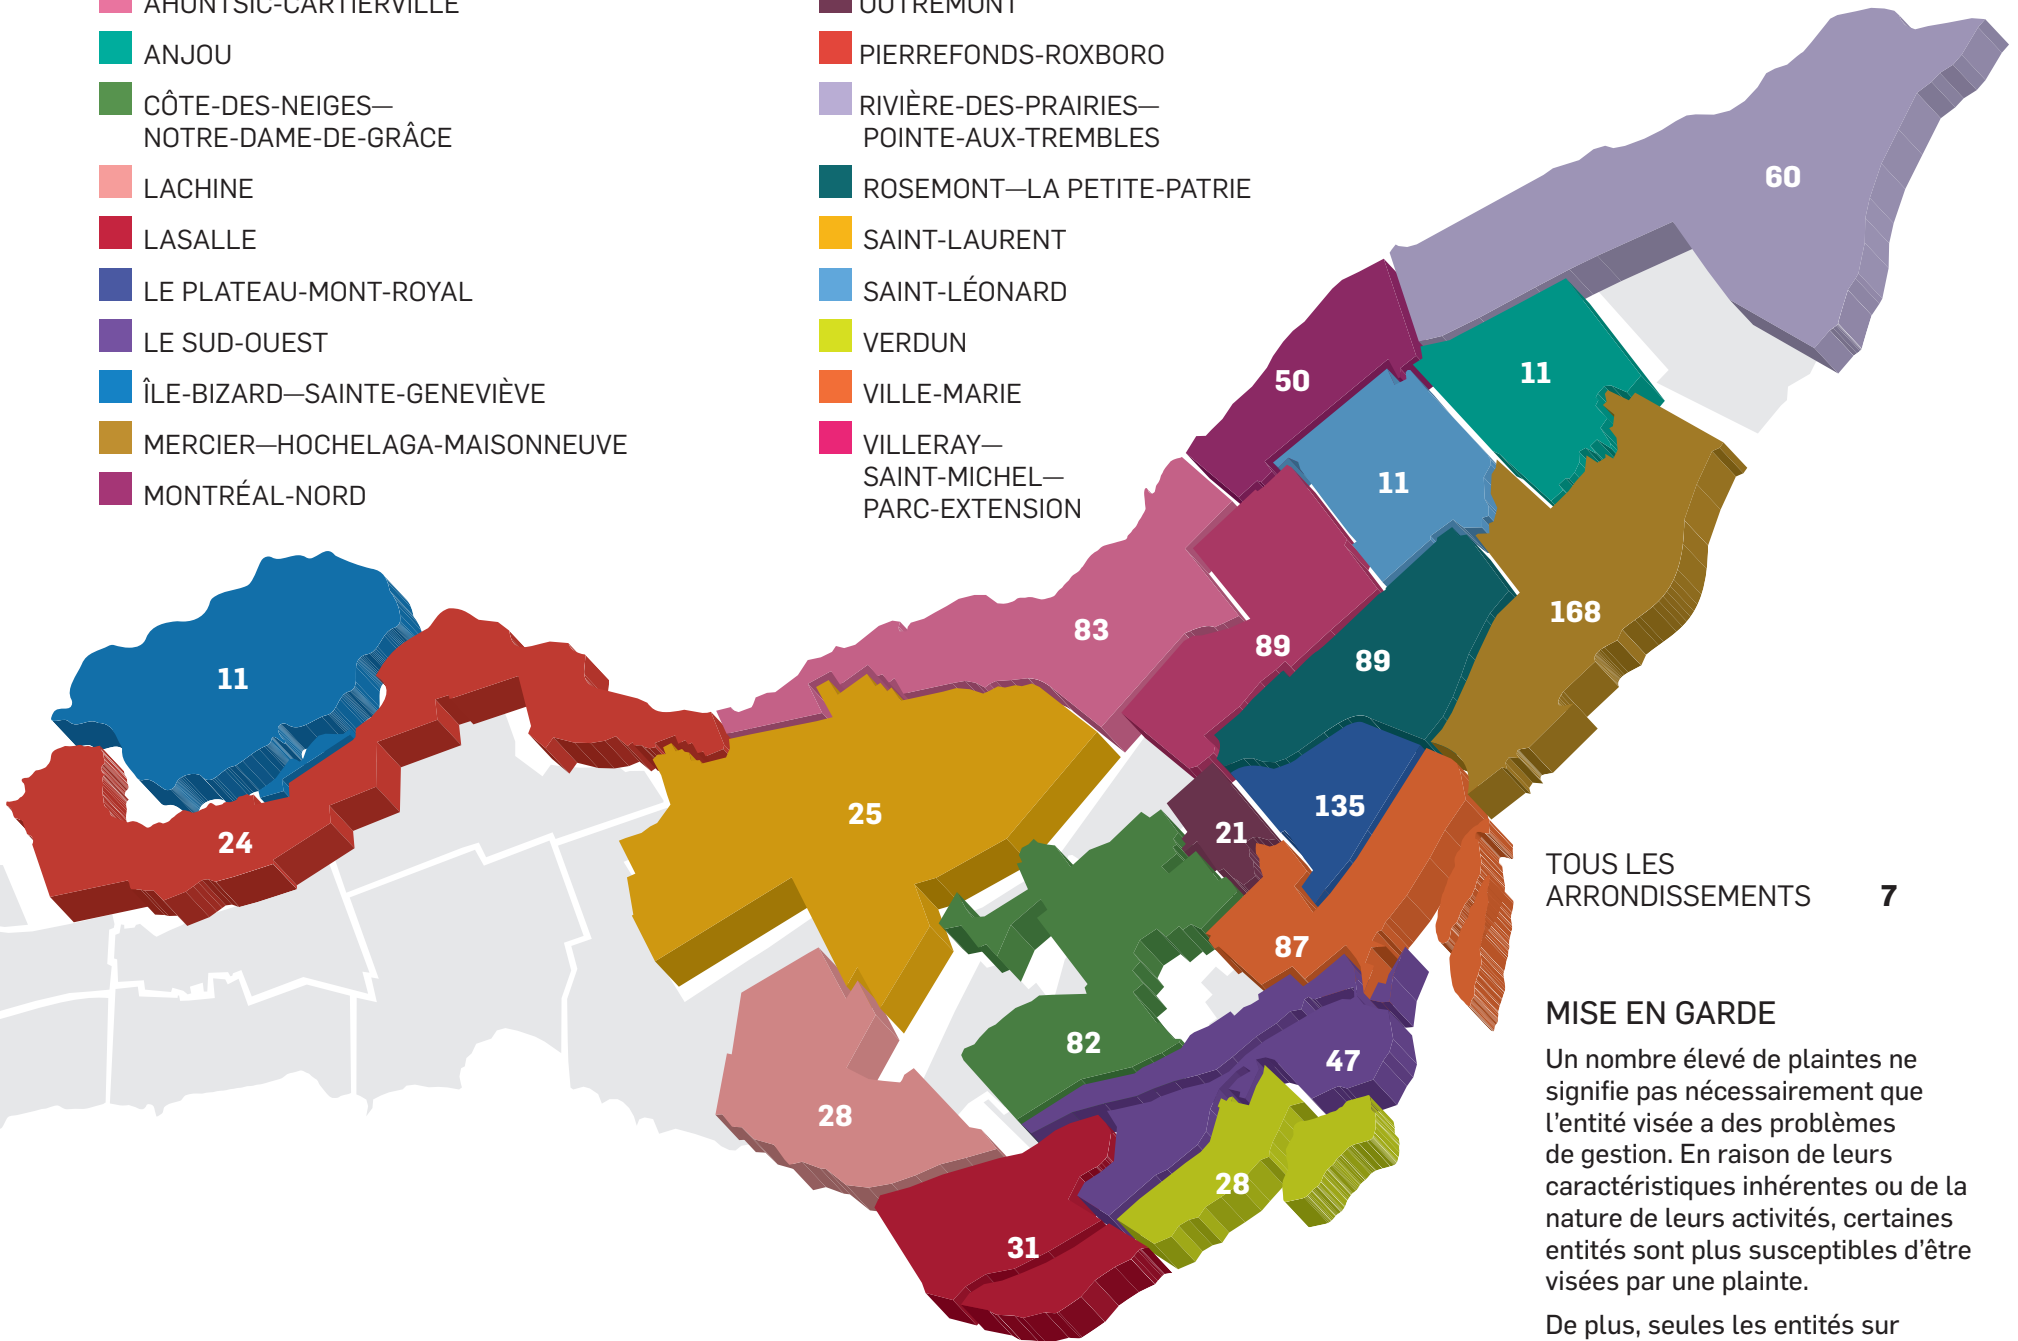 AHUNTSIC-CARTIERVILLE
ANJOU
CÔTE-DES-NEIGES—
NOTRE-DAME-DE-GRÂCE
LACHINE
LASALLE
LE PLATEAU-MONT-ROYAL
LE SUD-OUEST
ÎLE-BIZARD—SAINTE-GENEVIÈVE
MERCIER—HOCHELAGA-MAISONNEUVE
MONTRÉAL-NORD
OUTREMONT
PIERREFONDS-ROXBORO
RIVIÈRE-DES-PRAIRIES—
POINTE-AUX-TREMBLES
ROSEMONT—LA PETITE-PATRIE
SAINT-LAURENT
SAINT-LÉONARD
VERDUN
VILLE-MARIE
VILLERAY—
SAINT-MICHEL—
PARC-EXTENSION
60
11
50
11
168
83
89
89
11
25
135
21
24
87
82
47
28
28
31
TOUS LES
ARRONDISSEMENTS 7
MISE EN GARDE
Un nombre élevé de plaintes ne
signifie pas nécessairement que
l'entité visée a des problèmes
de gestion. En raison de leurs
caractéristiques inhérentes ou de la
nature de leurs activités, certaines
entités sont plus susceptibles d'être
visées par une plainte.
De plus, seules les entités sur